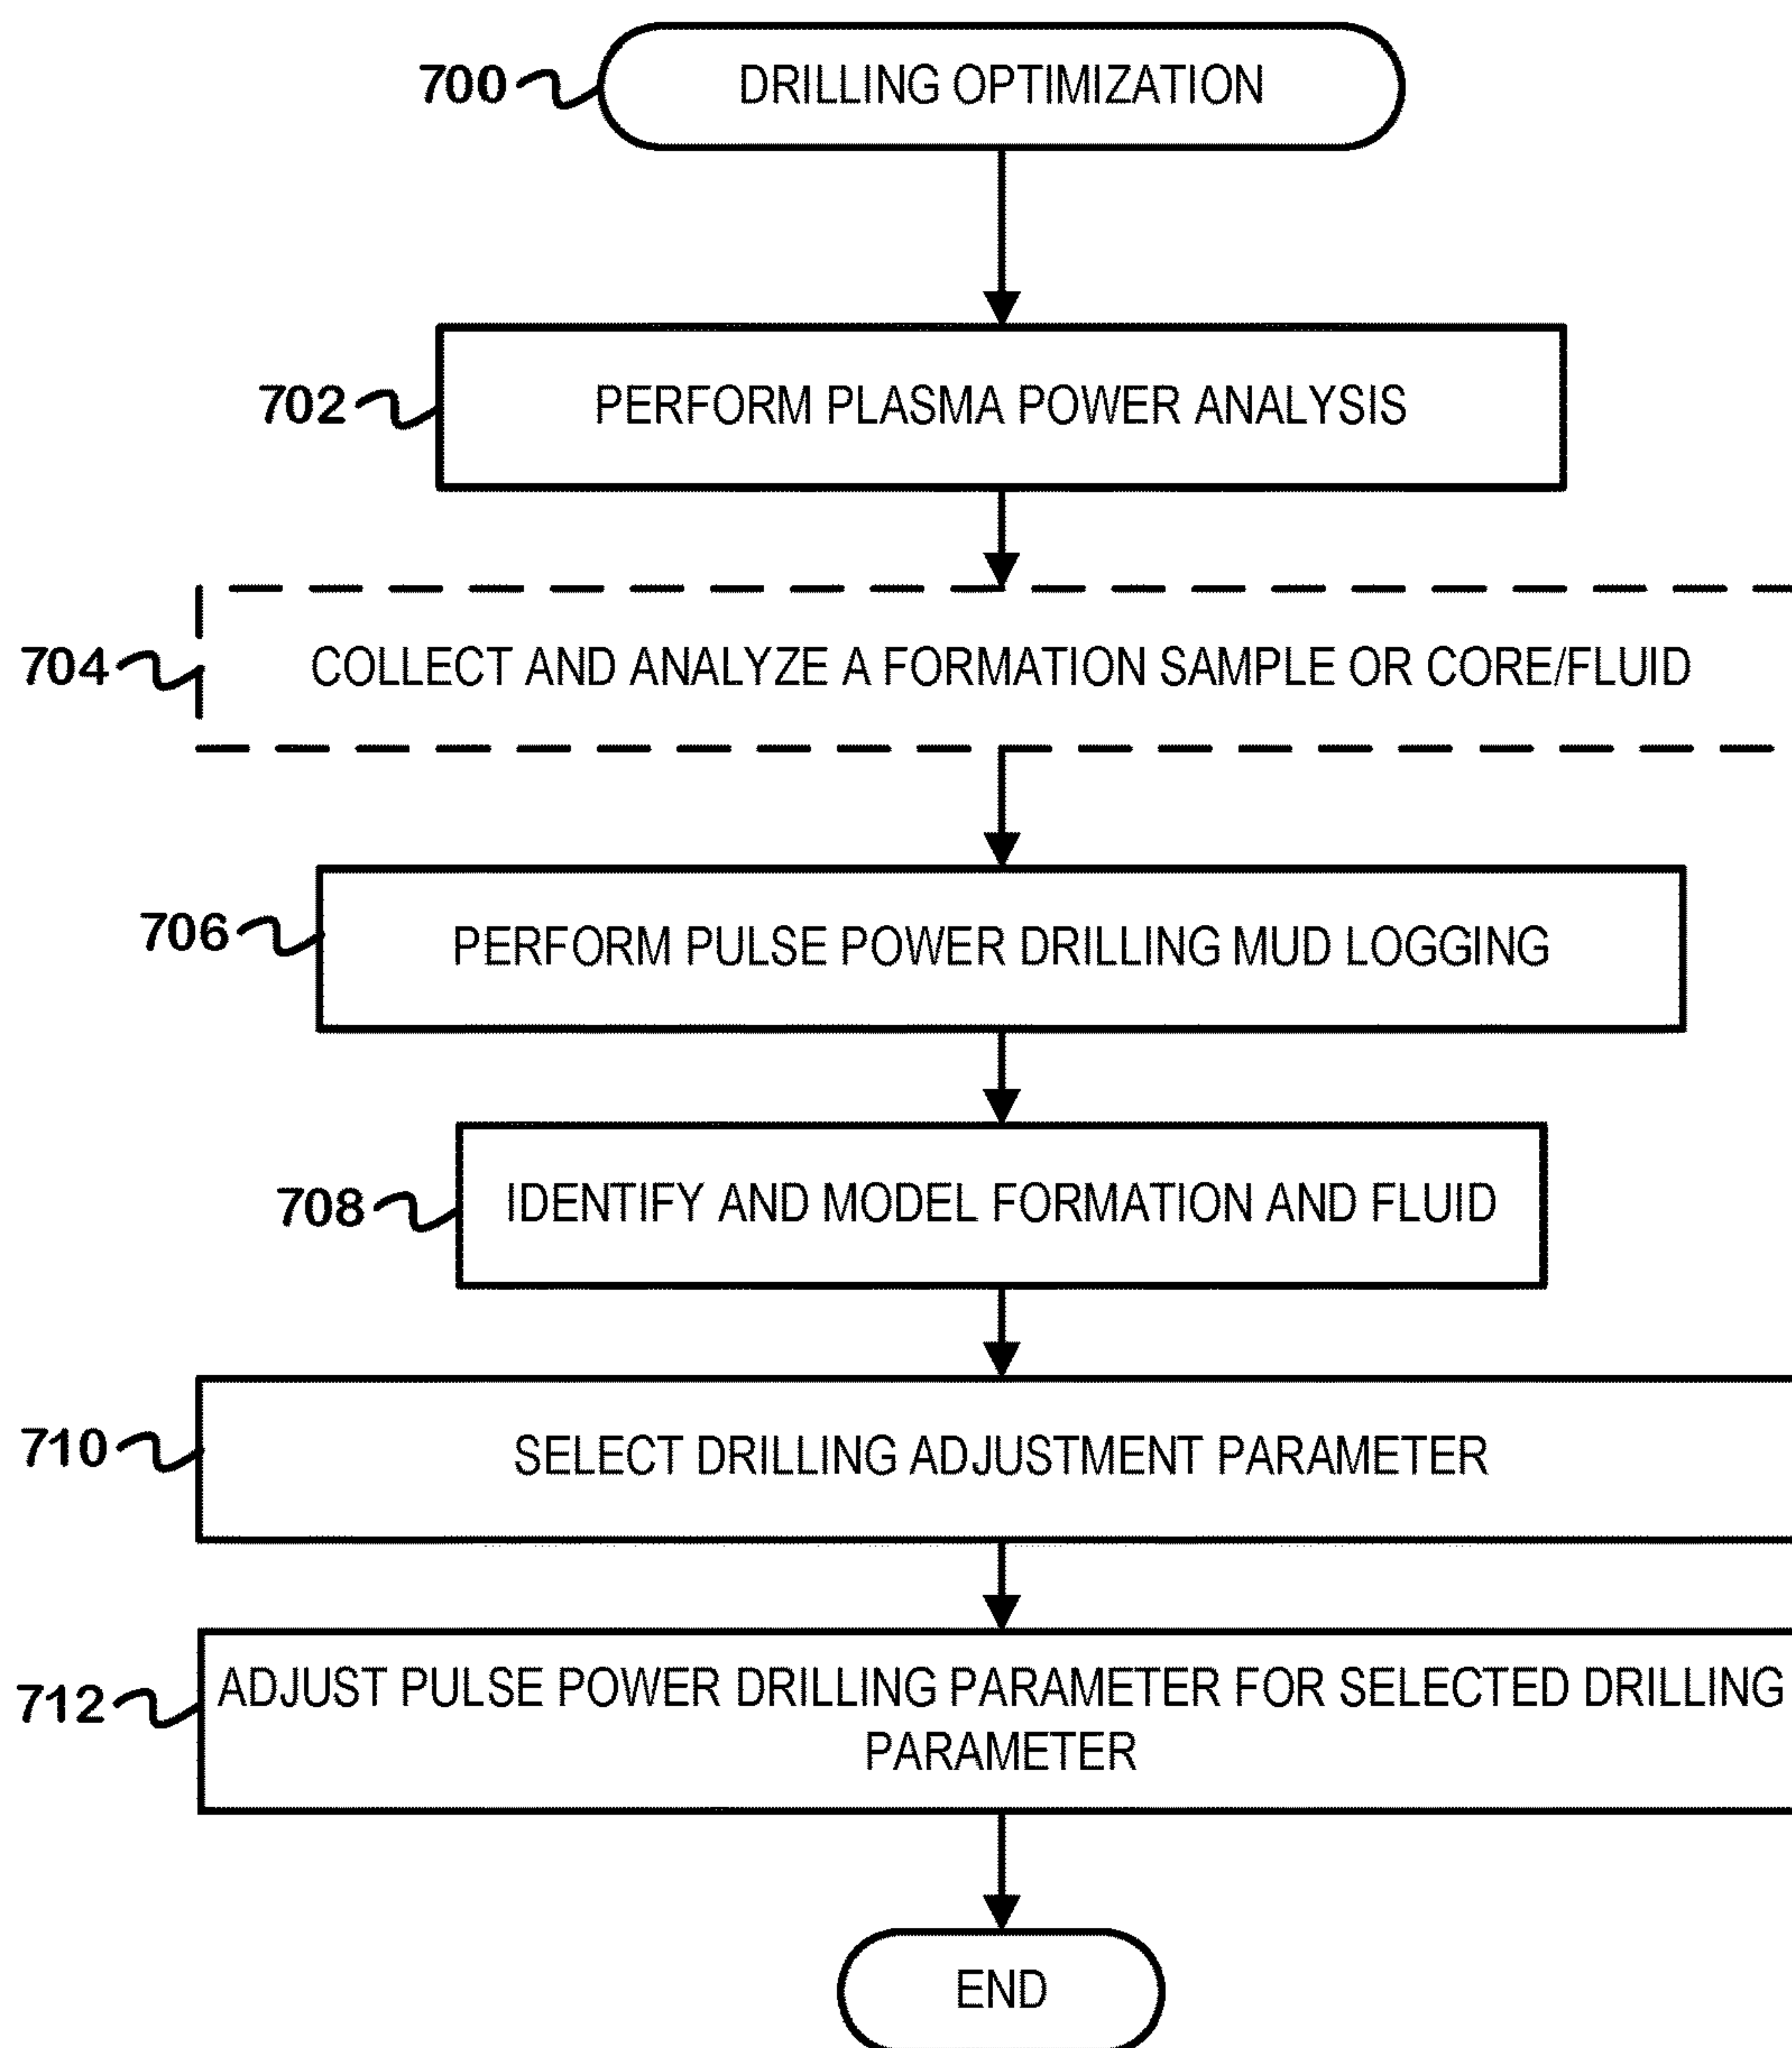 700
DRILLING OPTIMIZATION
702
PERFORM PLASMA POWER ANALYSIS
704
COLLECT AND ANALYZE A FORMATION SAMPLE OR CORE/FLUID
706
PERFORM PULSE POWER DRILLING MUD LOGGING
708
IDENTIFY AND MODEL FORMATION AND FLUID
710
SELECT DRILLING ADJUSTMENT PARAMETER
712
ADJUST PULSE POWER DRILLING PARAMETER FOR SELECTED DRILLING
PARAMETER
END